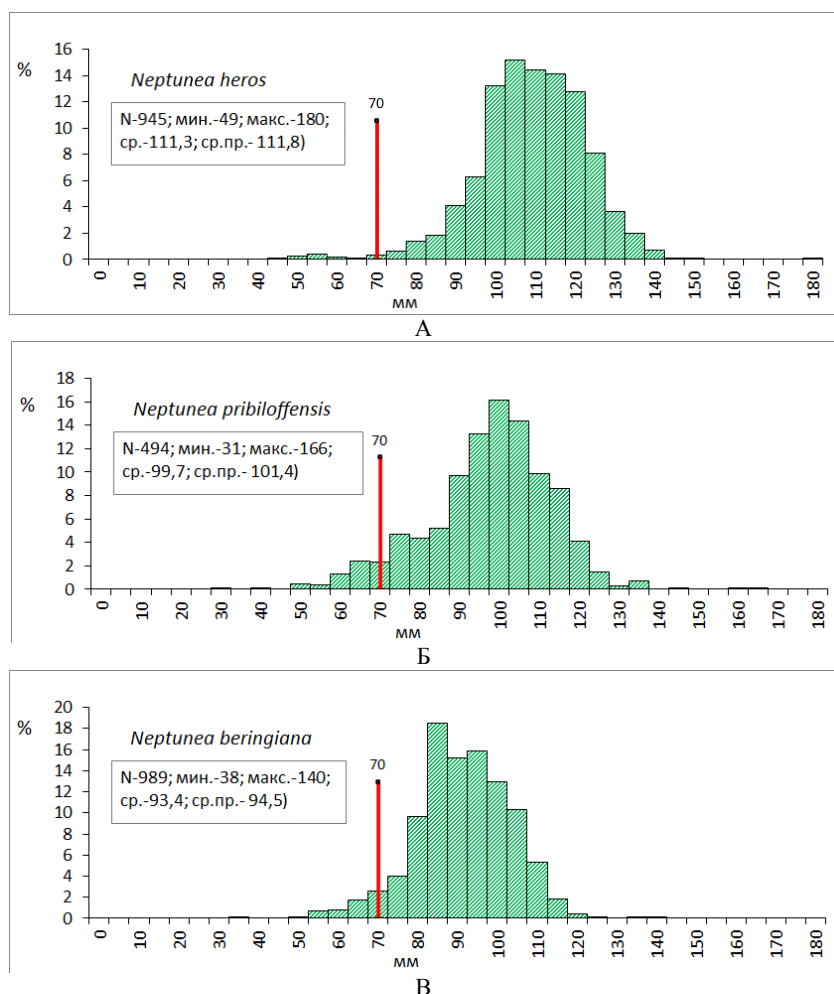 16
14
12
10
8
6
4
2
0
%
Neptunea heros
N-945; мин.-49; макс.-180;
ср.-111,3; ср.пр.- 111,8)
70
0 10 20 30 40 50 60 70 80 90 100 110 120 130 140 150 160 170 180
мм
А
18
16
14
12
10
8
6
4
2
0
%
Neptunea pribiloffensis
N-494; мин.-31; макс.-166;
ср.-99,7; ср.пр.- 101,4)
70
0 10 20 30 40 50 60 70 80 90 100 110 120 130 140 150 160 170 180
мм
Б
20
18
16
14
12
10
8
6
4
2
0
%
Neptunea beringiana
N-989; мин.-38; макс.-140;
ср.-93,4; ср.пр.- 94,5)
70
0 10 20 30 40 50 60 70 80 90 100 110 120 130 140 150 160 170 180
мм
В